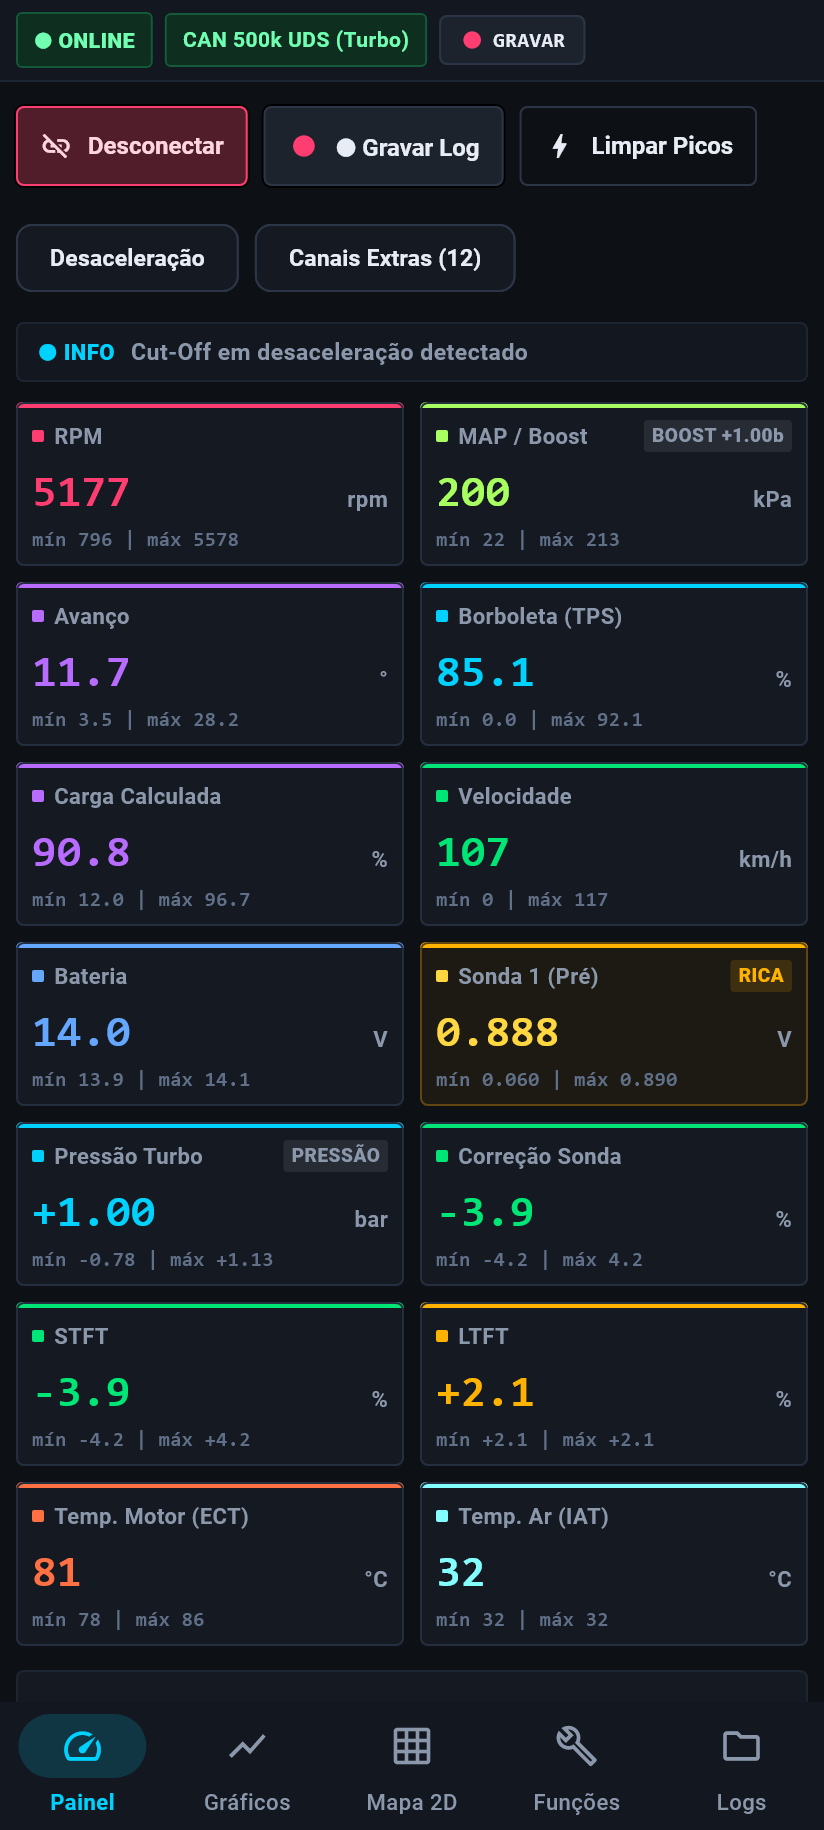 ONLINE
CAN 500k UDS (Turbo)
GRAVAR
Desconectar
Gravar Log
Limpar Picos
Desaceleração
Canais Extras (12)
INFO Cut-Off em desaceleração detectado
RPM
5177 rpm
mín 796 | máx 5578
MAP / Boost BOOST +1.00b
200 kPa
mín 22 | máx 213
Avanço
11.7 °
mín 3.5 | máx 28.2
Borboleta (TPS)
85.1 %
mín 0.0 | máx 92.1
Carga Calculada
90.8 %
mín 12.0 | máx 96.7
Velocidade
107 km/h
mín 0 | máx 117
Bateria
14.0 V
mín 13.9 | máx 14.1
Sonda 1 (Pré) RICA
0.888 V
mín 0.060 | máx 0.890
Pressão Turbo PRESSÃO
+1.00 bar
mín -0.78 | máx +1.13
Correção Sonda
-3.9 %
mín -4.2 | máx 4.2
STFT
-3.9 %
mín -4.2 | máx +4.2
LTFT
+2.1 %
mín +2.1 | máx +2.1
Temp. Motor (ECT)
81 °C
mín 78 | máx 86
Temp. Ar (IAT)
32 °C
mín 32 | máx 32
Painel
Gráficos
Mapa 2D
Funções
Logs